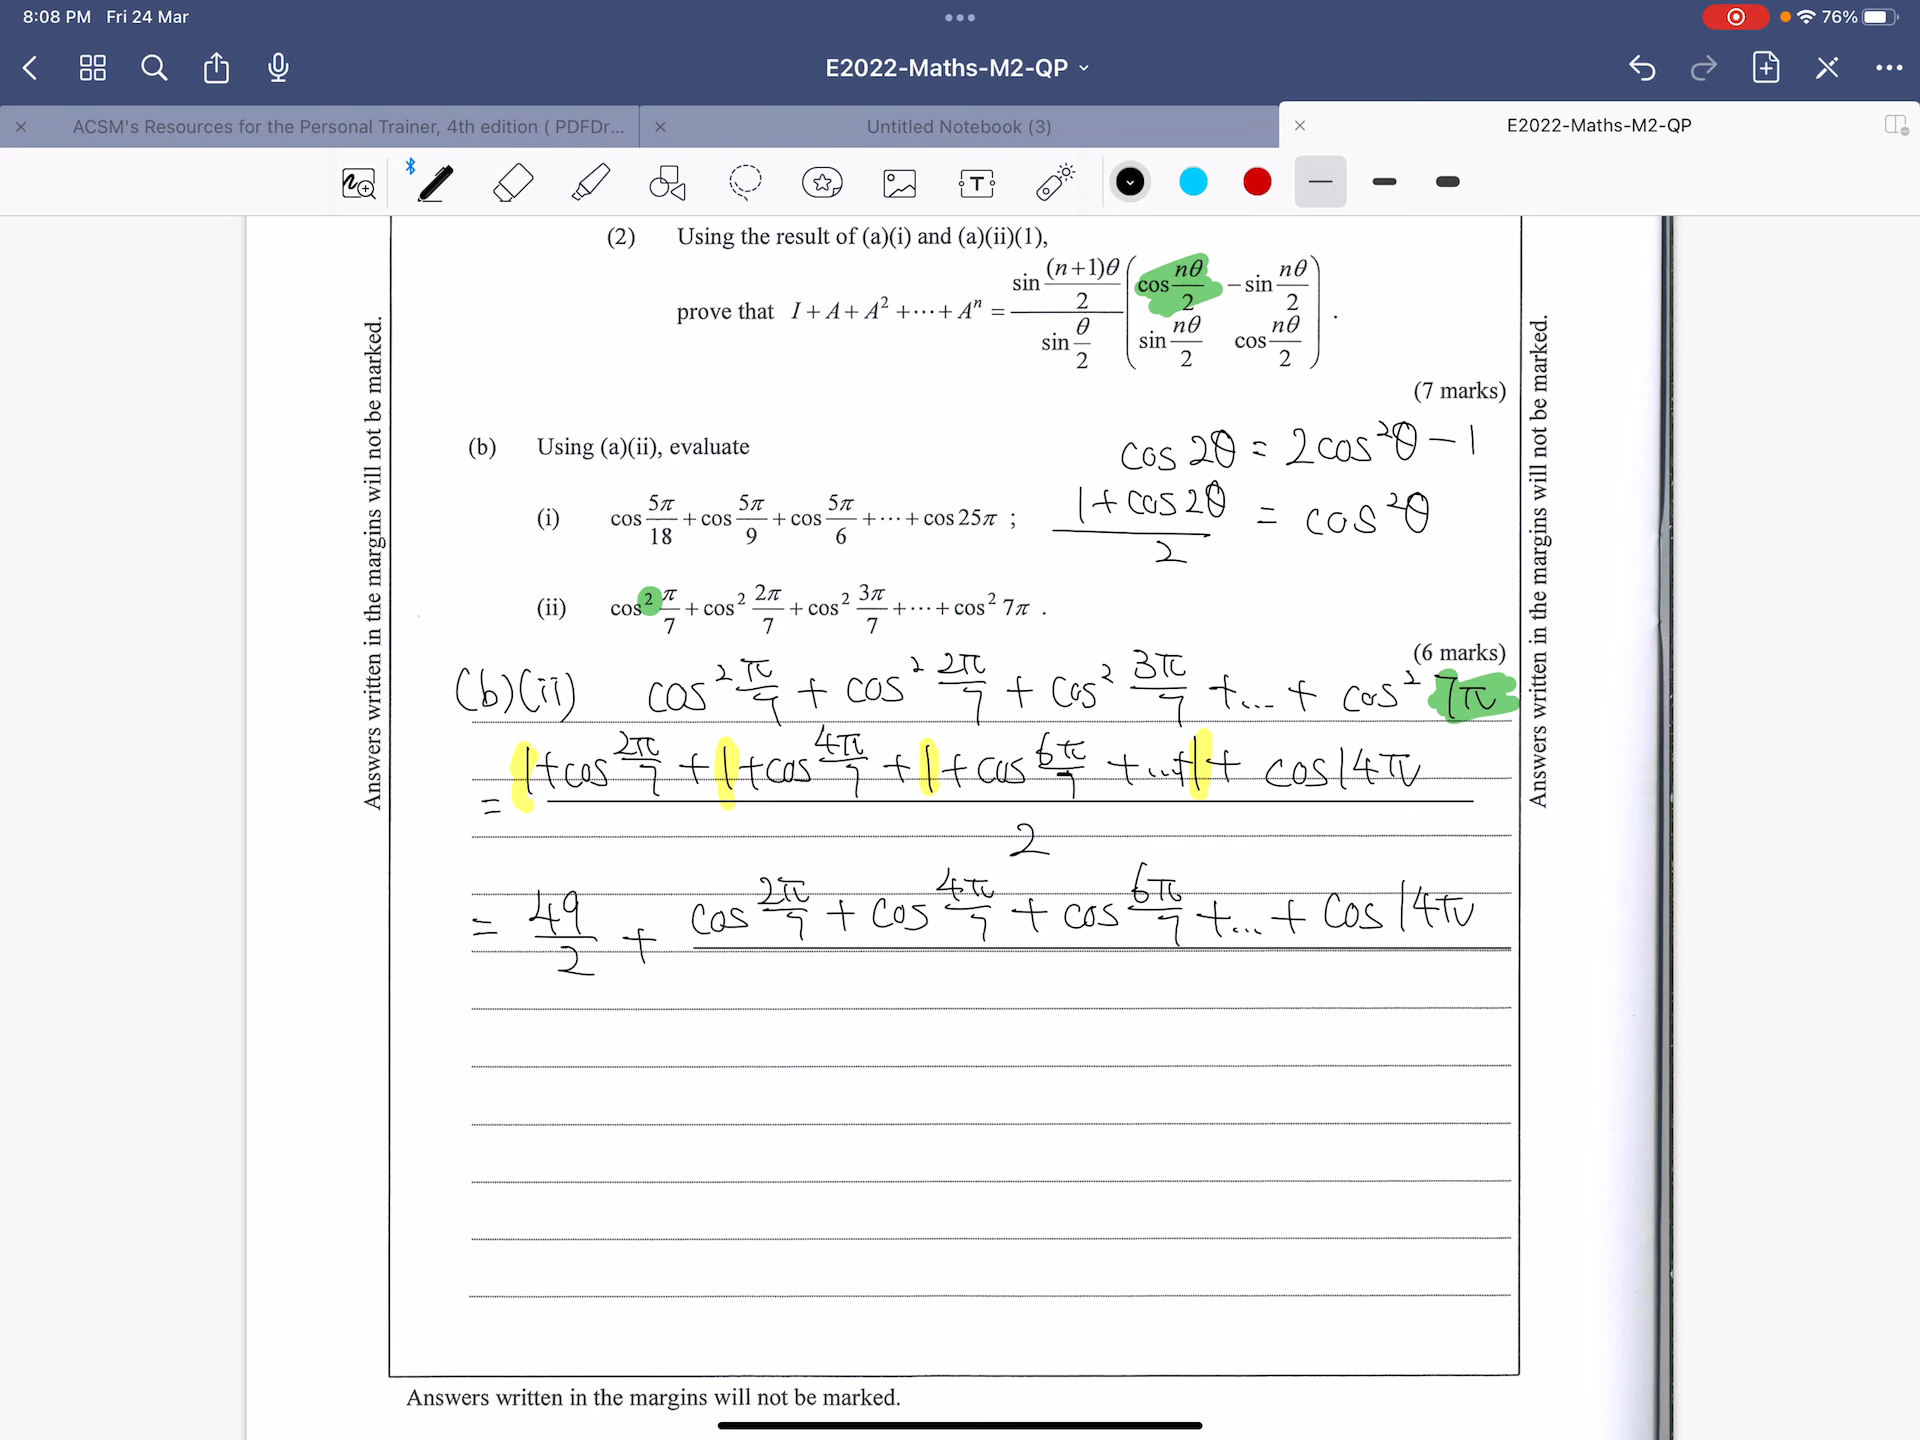 8:08 PM Fri 24 Mar
76%
E2022-Maths-M2-QP
ACSM's Resources for the Personal Trainer, 4th edition ( PDFDr...
Untitled Notebook (3)
E2022-Maths-M2-QP
(2) Using the result of (a)(i) and (a)(ii)(1),
prove that I + A + A² + ⋯ + Aⁿ = sin (n+1)θ/2 / sin θ/2 ( cos nθ/2 − sin nθ/2
sin nθ/2 cos nθ/2 ) .
(7 marks)
cos 2θ = 2cos²θ − 1
(b) Using (a)(ii), evaluate
1 + cos 2θ / 2 = cos²θ
(i) cos 5π/18 + cos 5π/9 + cos 5π/6 + ⋯ + cos 25π ;
(ii) cos² π/7 + cos² 2π/7 + cos² 3π/7 + ⋯ + cos² 7π .
(6 marks)
(b)(ii) cos² π/7 + cos² 2π/7 + cos² 3π/7 + ... + cos² 7π
= 1 + cos 2π/7 + 1 + cos 4π/7 + 1 + cos 6π/7 + ... + 1 + cos 14π / 2
= 49/2 + cos 2π/7 + cos 4π/7 + cos 6π/7 + ... + cos 14π
Answers written in the margins will not be marked.
Answers written in the margins will not be marked.
Answers written in the margins will not be marked.